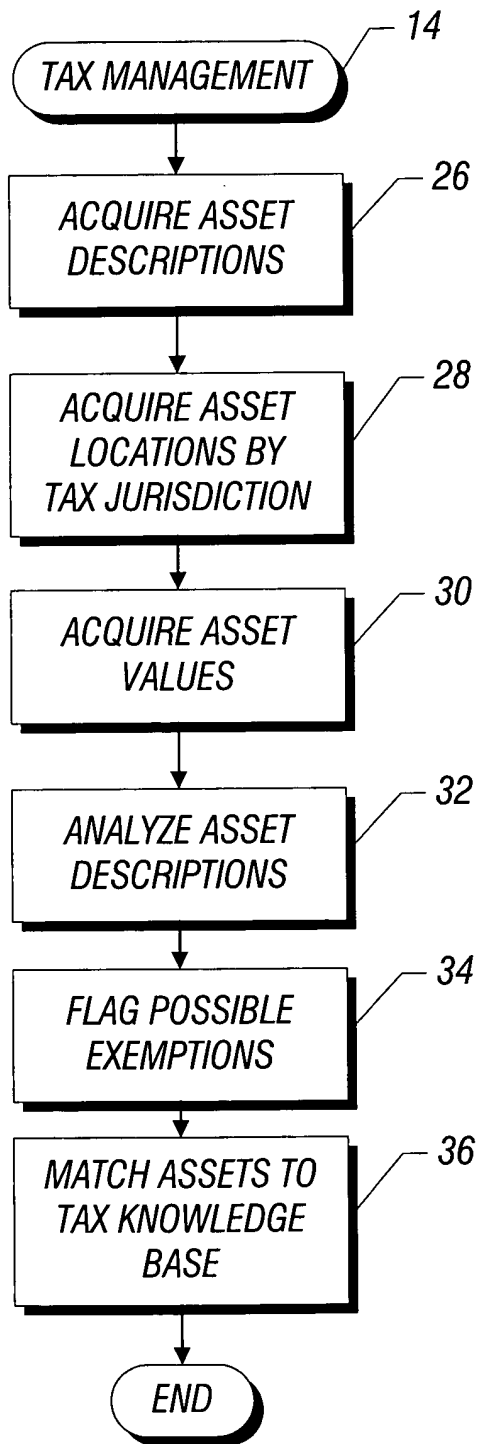 14
TAX MANAGEMENT
26
ACQUIRE ASSET
DESCRIPTIONS
28
ACQUIRE ASSET
LOCATIONS BY
TAX JURISDICTION
30
ACQUIRE ASSET
VALUES
32
ANALYZE ASSET
DESCRIPTIONS
34
FLAG POSSIBLE
EXEMPTIONS
36
MATCH ASSETS TO
TAX KNOWLEDGE
BASE
END